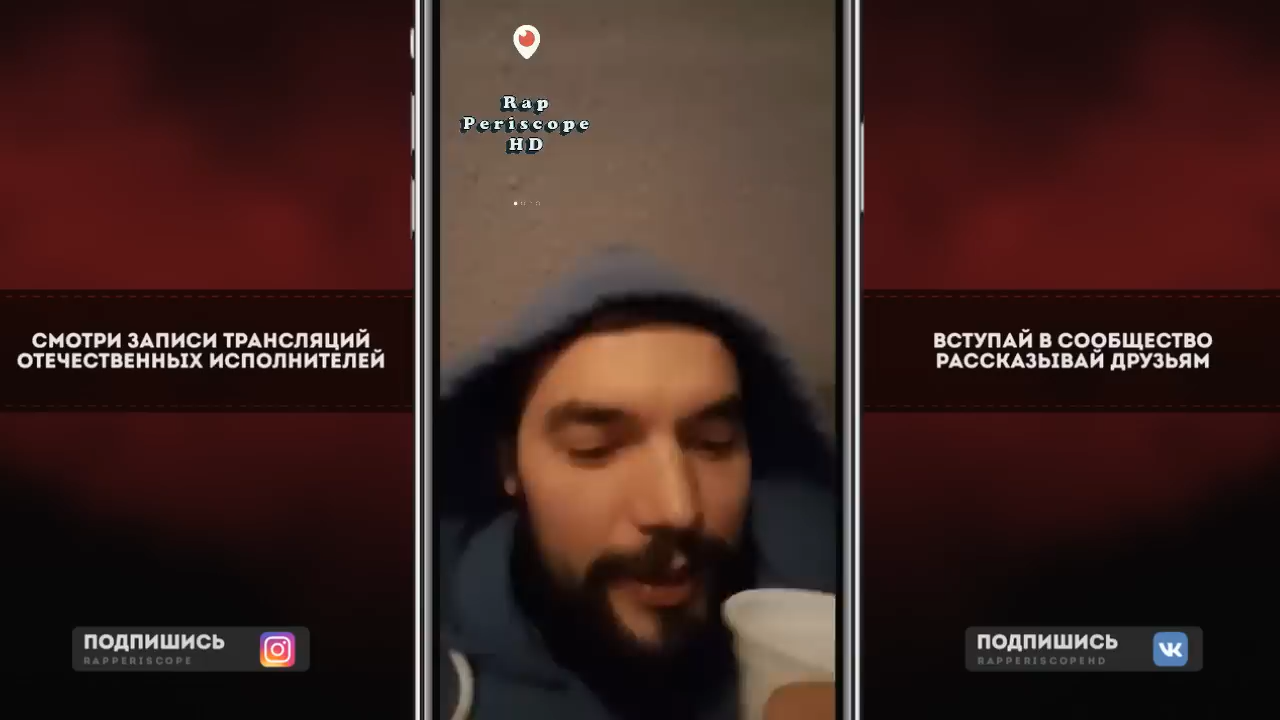 Rap
Periscope
HD
СМОТРИ ЗАПИСИ ТРАНСЛЯЦИЙ
ОТЕЧЕСТВЕННЫХ ИСПОЛНИТЕЛЕЙ
ВСТУПАЙ В СООБЩЕСТВО
РАССКАЗЫВАЙ ДРУЗЬЯМ
ПОДПИШИСЬ
RAPPERISCOPE
ПОДПИШИСЬ
RAPPERISCOPEHD